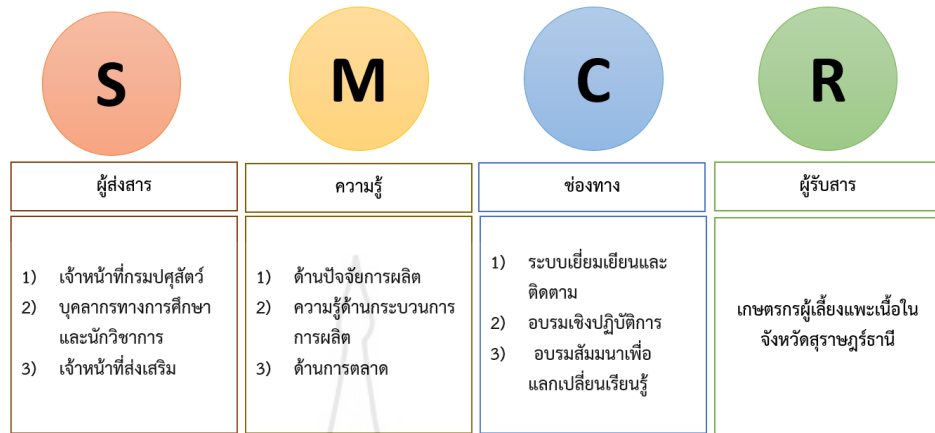 S
M
C
R
ผู้ส่งสาร
ความรู้
ช่องทาง
ผู้รับสาร
1) เจ้าหน้าที่กรมปศุสัตว์
2) บุคลากรทางการศึกษา
และนักวิชาการ
3) เจ้าหน้าที่ส่งเสริม
1) ด้านปัจจัยการผลิต
2) ความรู้ด้านกระบวนการ
การผลิต
3) ด้านการตลาด
1) ระบบเยี่ยมเยียนและ
ติดตาม
2) อบรมเชิงปฏิบัติการ
3) อบรมสัมมนาเพื่อ
แลกเปลี่ยนเรียนรู้
เกษตรกรผู้เลี้ยงแพะเนื้อใน
จังหวัดสุราษฎร์ธานี